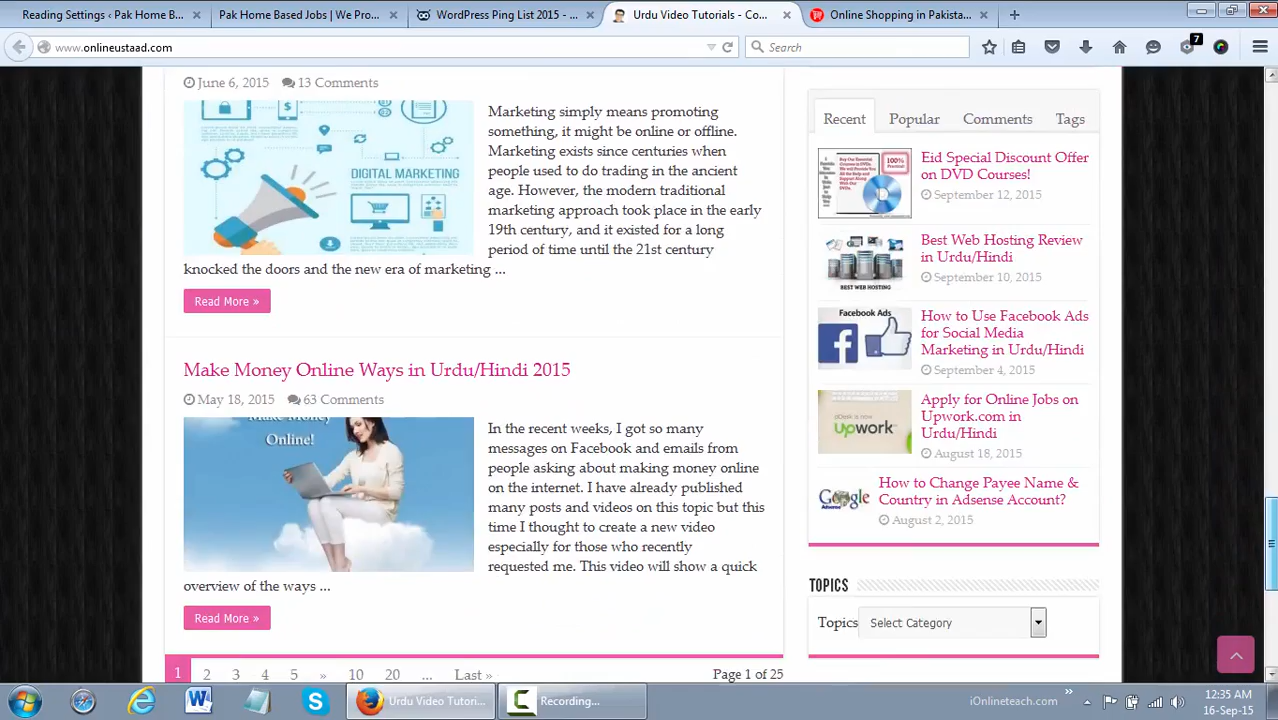 Reading Settings ‹ Pak Home B...
Pak Home Based Jobs | We Pro...
WordPress Ping List 2015 - ...
Urdu Video Tutorials - Co...
Online Shopping in Pakista...
www.onlineustaad.com
Search
7
June 6, 2015 13 Comments
DIGITAL MARKETING
Marketing simply means promoting
something, it might be online or offline.
Marketing exists since centuries when
people used to do trading in the ancient
age. However, the modern traditional
marketing approach took place in the early
19th century, and it existed for a long
period of time until the 21st century
knocked the doors and the new era of marketing ...
Read More »
Make Money Online Ways in Urdu/Hindi 2015
May 18, 2015 63 Comments
Online!
In the recent weeks, I got so many
messages on Facebook and emails from
people asking about making money online
on the internet. I have already published
many posts and videos on this topic but this
time I thought to create a new video
especially for those who recently
requested me. This video will show a quick
overview of the ways ...
Read More »
1 2 3 4 5 » 10 20 ... Last » Page 1 of 25
Recent Popular Comments Tags
Eid Special Discount Offer
on DVD Courses!
September 12, 2015
BEST WEB HOSTING
Best Web Hosting Review
in Urdu/Hindi
September 10, 2015
Facebook Ads
How to Use Facebook Ads
for Social Media
Marketing in Urdu/Hindi
September 4, 2015
upwork
Apply for Online Jobs on
Upwork.com in
Urdu/Hindi
August 18, 2015
Google
How to Change Payee Name &
Country in Adsense Account?
August 2, 2015
TOPICS
Topics Select Category
Urdu Video Tutori...
Recording...
iOnlineteach.com
»
12:35 AM
16-Sep-15